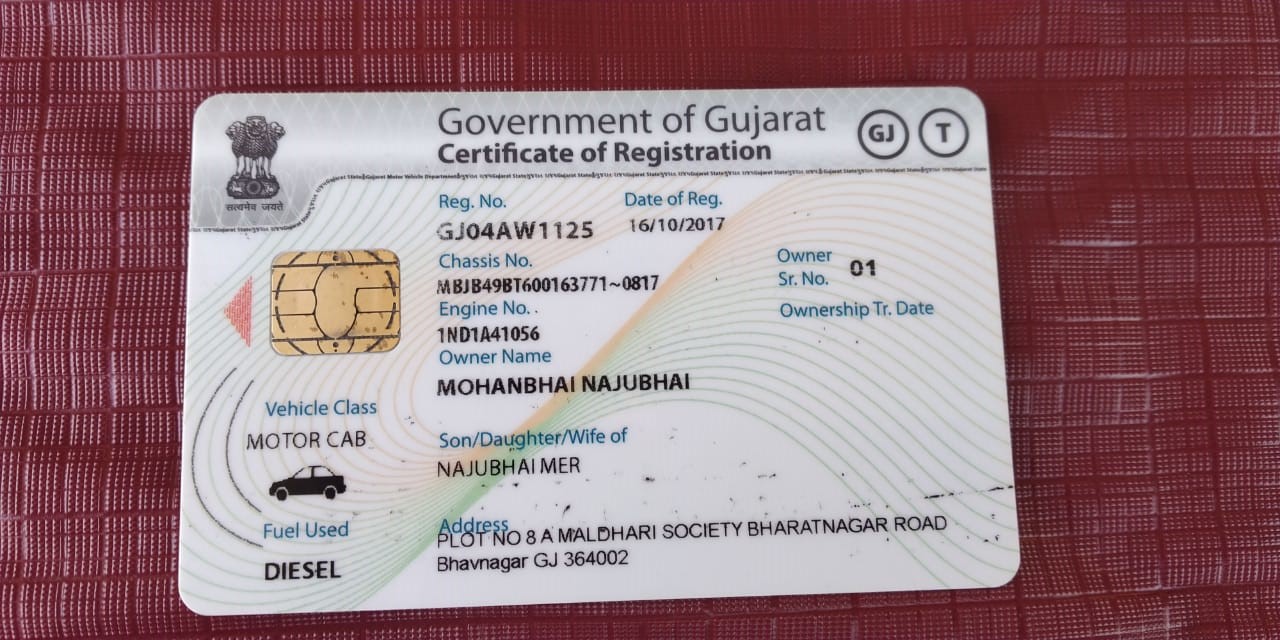 Government of Gujarat
Certificate of Registration
GJ
T
सत्यमेव जयते
Reg. No.
Date of Reg.
GJ04AW1125
16/10/2017
Chassis No.
MBJB49BT600163771~0817
Owner
Sr. No.
01
Engine No.
Ownership Tr. Date
1ND1A41056
Owner Name
MOHANBHAI NAJUBHAI
Vehicle Class
MOTOR CAB
Son/Daughter/Wife of
NAJUBHAI MER
Fuel Used
DIESEL
Address
PLOT NO 8 A MALDHARI SOCIETY BHARATNAGAR ROAD
Bhavnagar GJ 364002